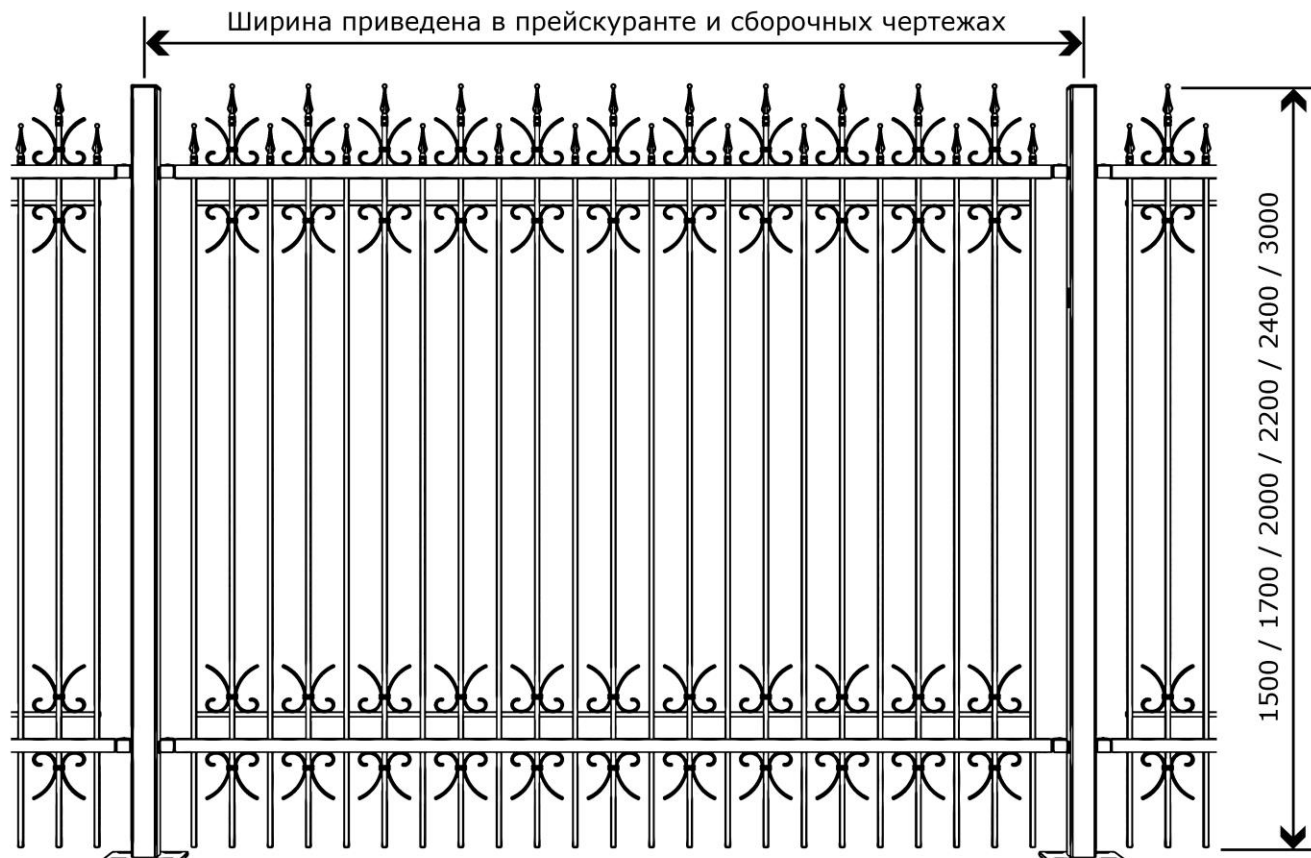 Ширина приведена в прейскуранте и сборочных чертежах
1500 / 1700 / 2000 / 2200 / 2400 / 3000